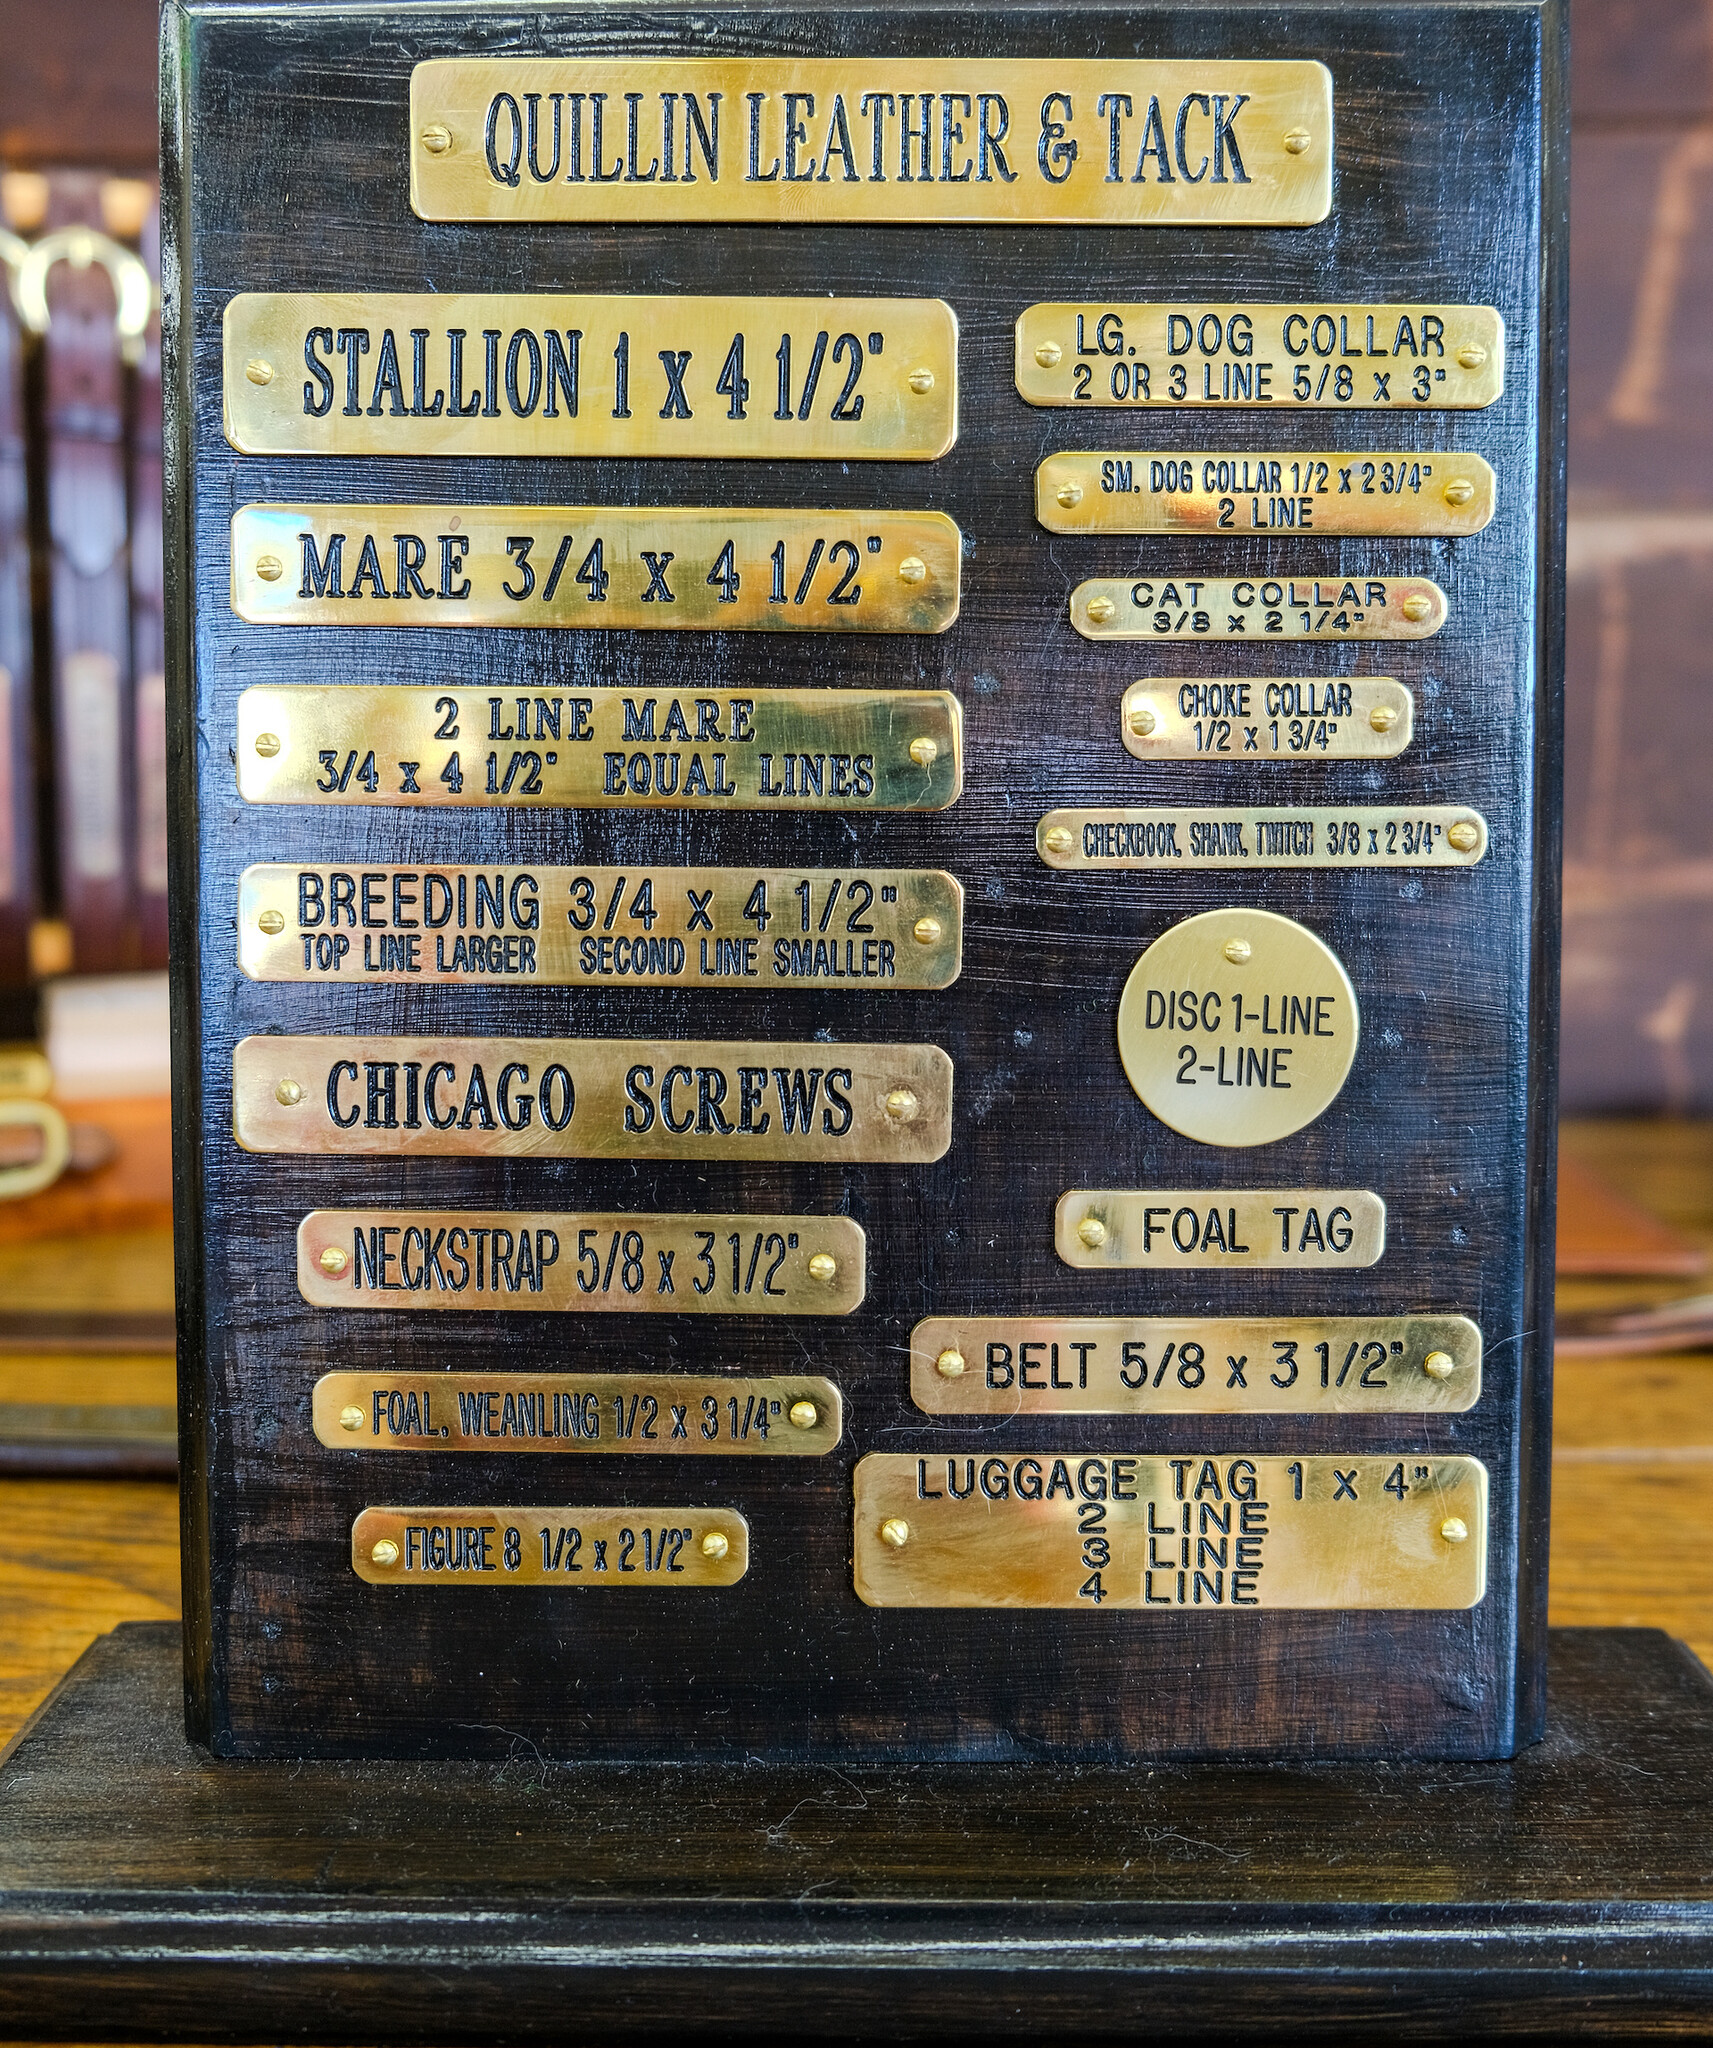 QUILLIN LEATHER & TACK
STALLION 1 x 4 1/2"
MARE 3/4 x 4 1/2"
2 LINE MARE
3/4 x 4 1/2" EQUAL LINES
BREEDING 3/4 x 4 1/2"
TOP LINE LARGER SECOND LINE SMALLER
CHICAGO SCREWS
NECKSTRAP 5/8 x 3 1/2"
FOAL, WEANLING 1/2 x 3 1/4"
FIGURE 8 1/2 x 2 1/2"
LG. DOG COLLAR
2 OR 3 LINE 5/8 x 3"
SM. DOG COLLAR 1/2 x 2 3/4"
2 LINE
CAT COLLAR
3/8 x 2 1/4"
CHOKE COLLAR
1/2 x 1 3/4"
CHECKBOOK, SHANK, TWITCH 3/8 x 2 3/4"
DISC 1-LINE
2-LINE
FOAL TAG
BELT 5/8 x 3 1/2"
LUGGAGE TAG 1 x 4"
2 LINE
3 LINE
4 LINE